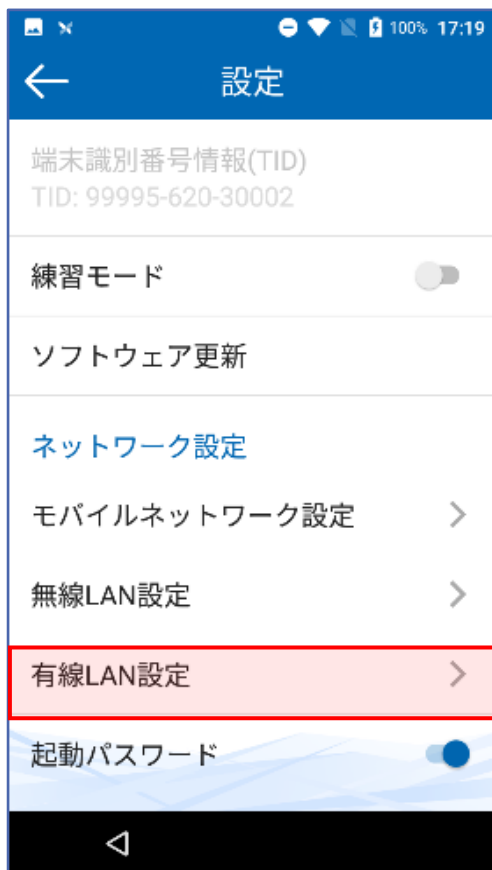 100% 17:19
設定
端末識別番号情報(TID)
TID: 99995-620-30002
練習モード
ソフトウェア更新
ネットワーク設定
モバイルネットワーク設定
無線LAN設定
有線LAN設定
起動パスワード